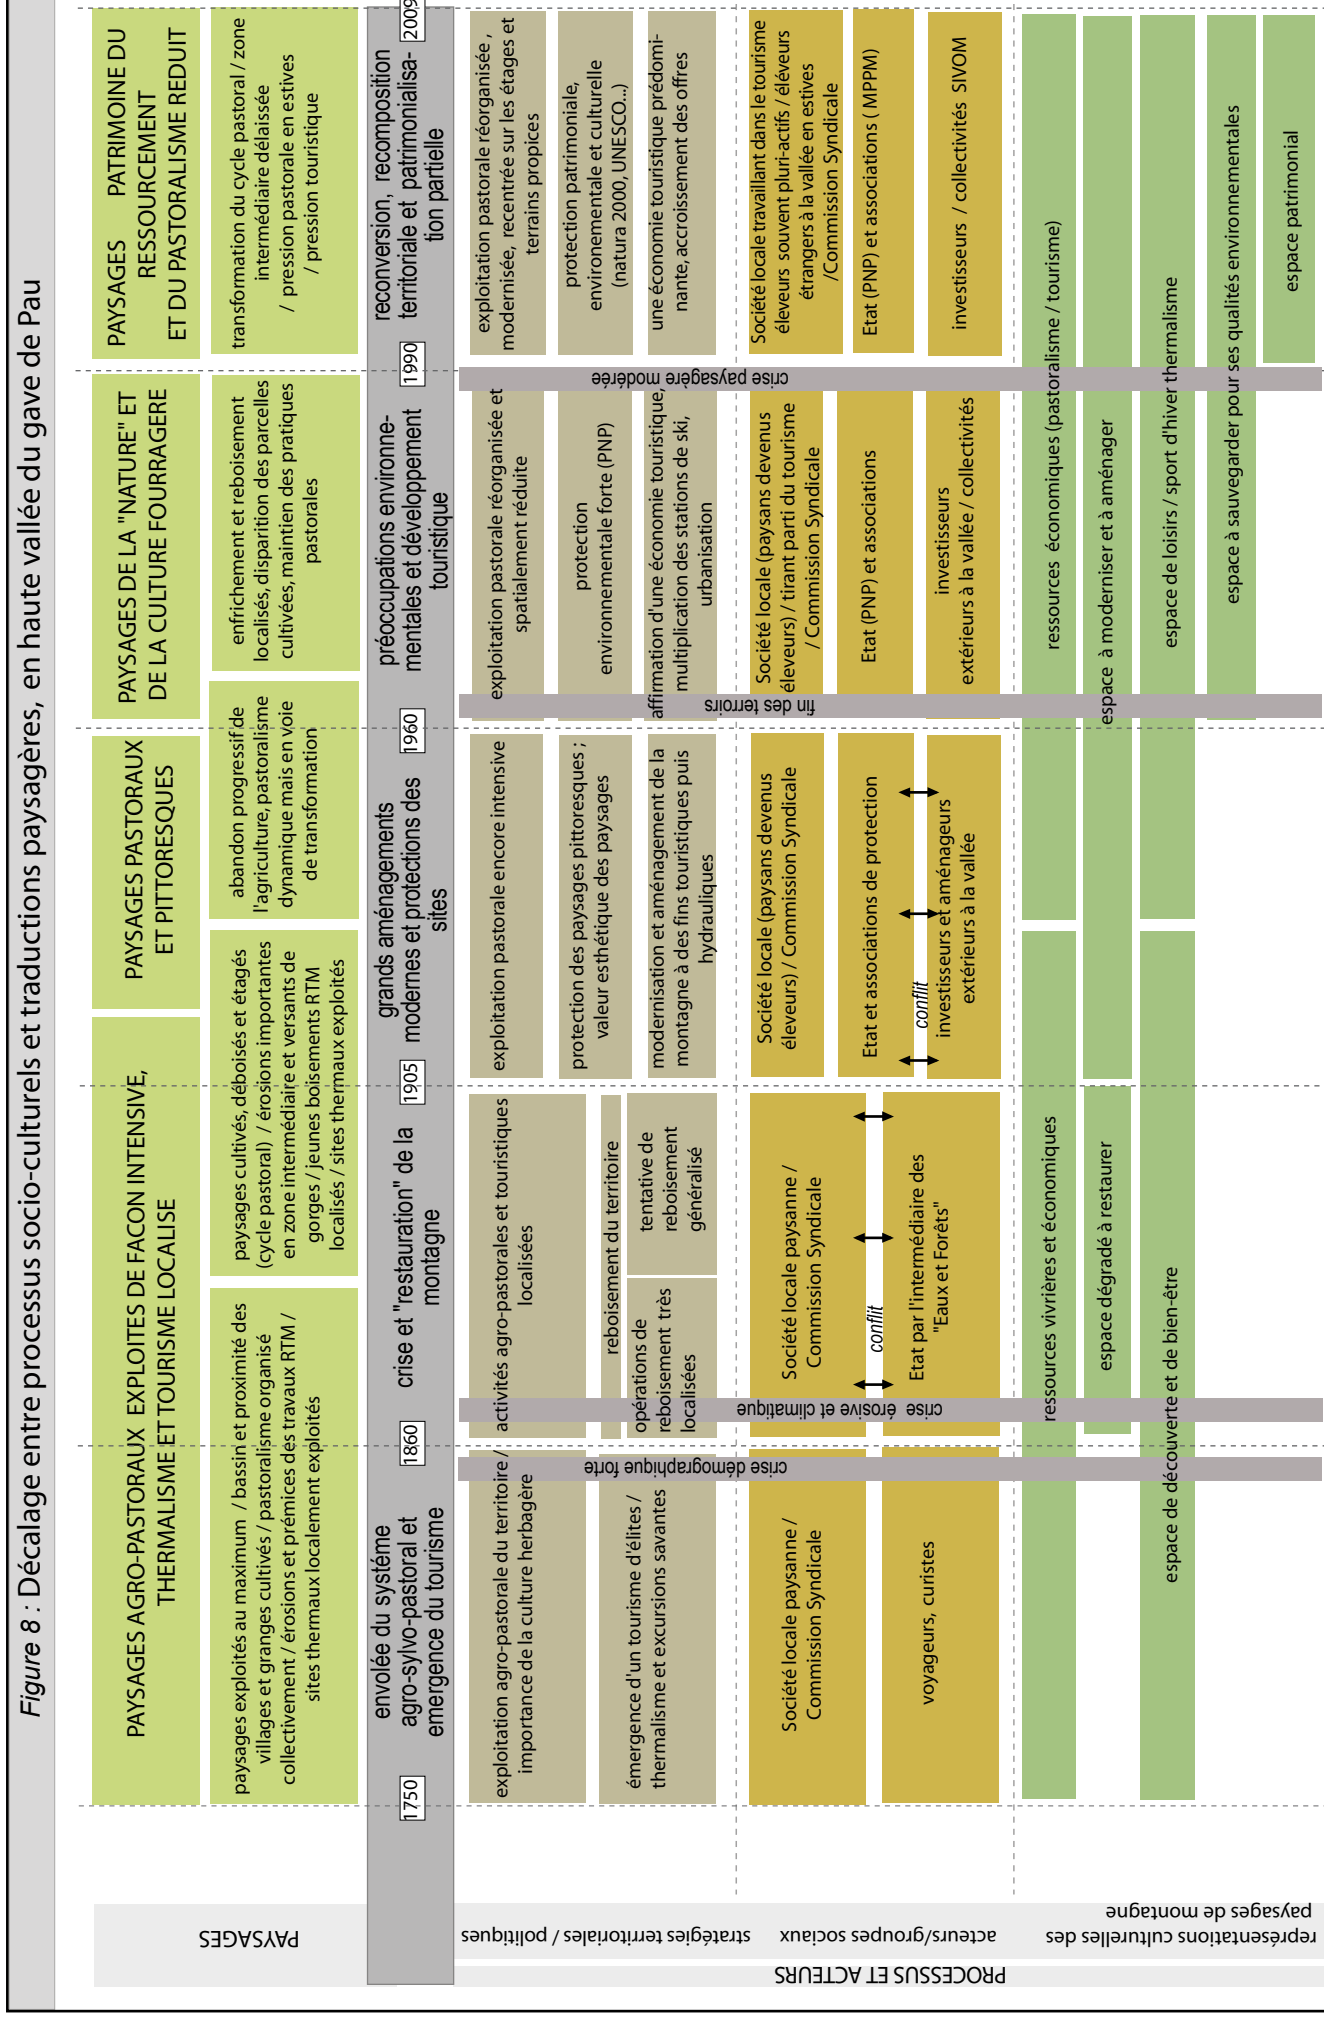 Figure 8 : Décalage entre processus socio-culturels et traductions paysagères, en haute vallée du gave de Pau
PAYSAGES
PAYSAGES AGRO-PASTORAUX EXPLOITES DE FACON INTENSIVE,
THERMALISME ET TOURISME LOCALISE
PAYSAGES PASTORAUX
ET PITTORESQUES
PAYSAGES DE LA "NATURE" ET
DE LA CULTURE FOURRAGERE
PAYSAGES PATRIMOINE DU
RESSOURCEMENT
ET DU PASTORALISME REDUIT
paysages exploités au maximum / bassin et proximité des
villages et granges cultivés / pastoralisme organisé
collectivement / érosions et prémices des travaux RTM /
sites thermaux localement exploités
paysages cultivés, déboisés et étagés
(cycle pastoral) / érosions importantes
en zone intermédiaire et versants de
gorges / jeunes boisements RTM
localisés / sites thermaux exploités
abandon progressif de
l'agriculture, pastoralisme
dynamique mais en voie
de transformation
enfrichement et reboisement
localisés, disparition des parcelles
cultivées, maintien des pratiques
pastorales
transformation du cycle pastoral / zone
intermédiaire délaissée
/ pression pastorale en estives
/ pression touristique
1750
envolée du systéme
agro-sylvo-pastoral et
emergence du tourisme
1860
crise et "restauration" de la
montagne
1905
grands aménagements
modernes et protections des
sites
1960
préoccupations environne-
mentales et développement
touristique
1990
reconversion, recomposition
territoriale et patrimonialisa-
tion partielle
2009
PROCESSUS ET ACTEURS
stratégies territoriales / politiques
exploitation agro-pastorale du territoire /
importance de la culture herbagère
émergence d'un tourisme d'élites /
thermalisme et excursions savantes
crise démographique forte
activités agro-pastorales et touristiques
localisées
reboisement du territoire
opérations de
reboisement très
localisées
tentative de
reboisement
généralisé
crise érosive et climatique
exploitation pastorale encore intensive
protection des paysages pittoresques ;
valeur esthétique des paysages
modernisation et aménagement de la
montagne à des fins touristiques puis
hydrauliques
fin des terroirs
exploitation pastorale réorganisée et
spatialement réduite
protection
environnementale forte (PNP)
affirmation d'une économie touristique,
multiplication des stations de ski,
urbanisation
crise paysagère modérée
exploitation pastorale réorganisée ,
modernisée, recentrée sur les étages et
terrains propices
protection patrimoniale,
environementale et culturelle
(natura 2000, UNESCO...)
une économie touristique prédomi-
nante, accroissement des offres
acteurs/groupes sociaux
Société locale paysanne /
Commission Syndicale
voyageurs, curistes
Société locale paysanne /
Commission Syndicale
conflit
Etat par l'intermédiaire des
"Eaux et Forêts"
Société locale (paysans devenus
éleveurs) / Commission Syndicale
Etat et associations de protection
conflit
investisseurs et aménageurs
extérieurs à la vallée
Société locale (paysans devenus
éleveurs) / tirant parti du tourisme
/ Commission Syndicale
Etat (PNP) et associations
investisseurs
extérieurs à la vallée / collectivités
Société locale travaillant dans le tourisme
éleveurs souvent pluri-actifs / éleveurs
étrangers à la vallée en estives
/Commission Syndicale
Etat (PNP) et associations ( MPPM)
investisseurs / collectivités SIVOM
représentations culturelles des
paysages de montagne
ressources vivrières et économiques
ressources économiques (pastoralisme / tourisme)
espace dégradé à restaurer
espace à moderniser et à aménager
espace de découverte et de bien-être
espace de loisirs / sport d'hiver thermalisme
espace à sauvegarder pour ses qualités environnementales
espace patrimonial